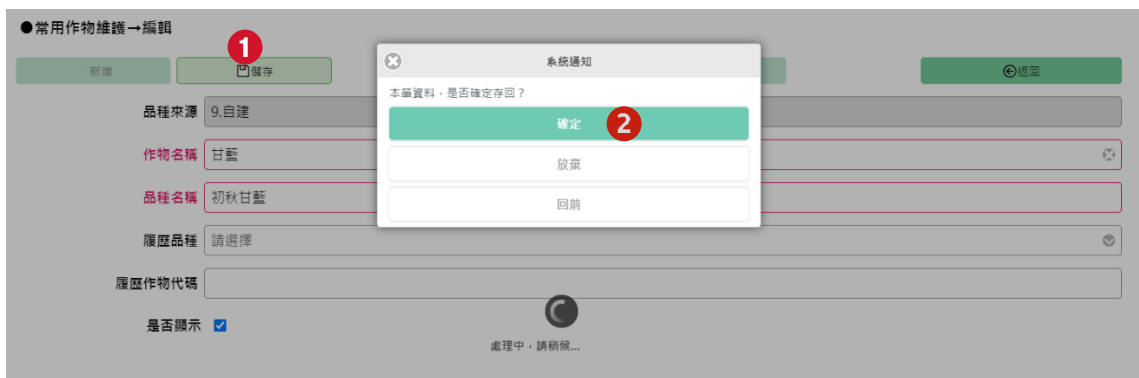 ●常用作物維護→編輯
1
新增
儲存
返回
系統通知
本筆資料，是否確定存回？
確定
2
放棄
回前
品種來源 9.自建
作物名稱 甘藍
品種名稱 初秋甘藍
履歷品種 請選擇
履歷作物代碼
是否顯示
處理中，請稍候...